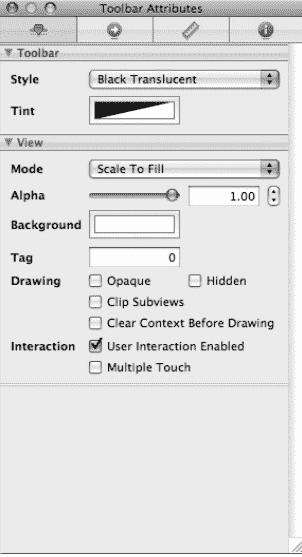 Toolbar Attributes
Toolbar
Style Black Translucent
Tint
View
Mode Scale To Fill
Alpha 1.00
Background
Tag 0
Drawing Opaque Hidden
Clip Subviews
Clear Context Before Drawing
Interaction User Interaction Enabled
Multiple Touch